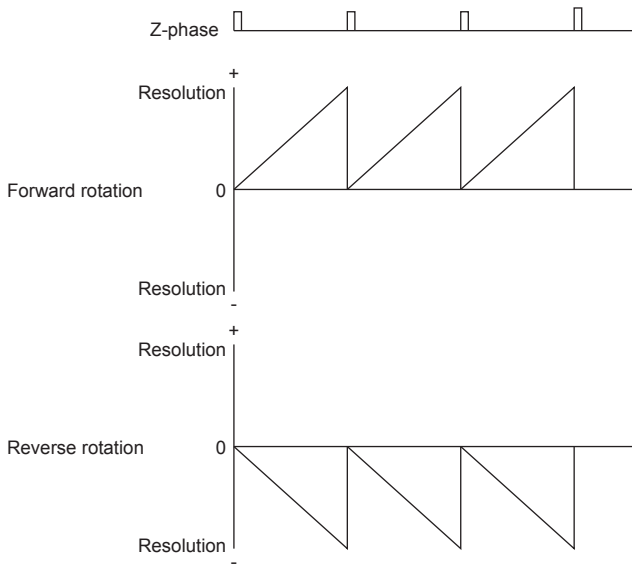 Z-phase
+
Resolution
Forward rotation 0
Resolution
-
+
Resolution
Reverse rotation 0
Resolution
-